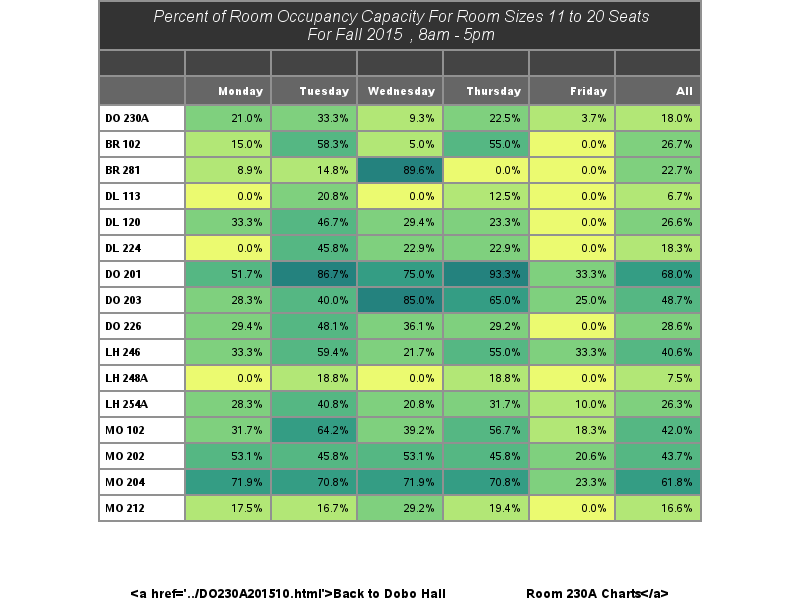 Percent of Room Occupancy Capacity For Room Sizes 11 to 20 Seats
For Fall 2015 , 8am - 5pm
Monday Tuesday Wednesday Thursday Friday All
DO 230A 21.0% 33.3% 9.3% 22.5% 3.7% 18.0%
BR 102 15.0% 58.3% 5.0% 55.0% 0.0% 26.7%
BR 281 8.9% 14.8% 89.6% 0.0% 0.0% 22.7%
DL 113 0.0% 20.8% 0.0% 12.5% 0.0% 6.7%
DL 120 33.3% 46.7% 29.4% 23.3% 0.0% 26.6%
DL 224 0.0% 45.8% 22.9% 22.9% 0.0% 18.3%
DO 201 51.7% 86.7% 75.0% 93.3% 33.3% 68.0%
DO 203 28.3% 40.0% 85.0% 65.0% 25.0% 48.7%
DO 226 29.4% 48.1% 36.1% 29.2% 0.0% 28.6%
LH 246 33.3% 59.4% 21.7% 55.0% 33.3% 40.6%
LH 248A 0.0% 18.8% 0.0% 18.8% 0.0% 7.5%
LH 254A 28.3% 40.8% 20.8% 31.7% 10.0% 26.3%
MO 102 31.7% 64.2% 39.2% 56.7% 18.3% 42.0%
MO 202 53.1% 45.8% 53.1% 45.8% 20.6% 43.7%
MO 204 71.9% 70.8% 71.9% 70.8% 23.3% 61.8%
MO 212 17.5% 16.7% 29.2% 19.4% 0.0% 16.6%
<a href='../DO230A201510.html'>Back to Dobo Hall Room 230A Charts</a>